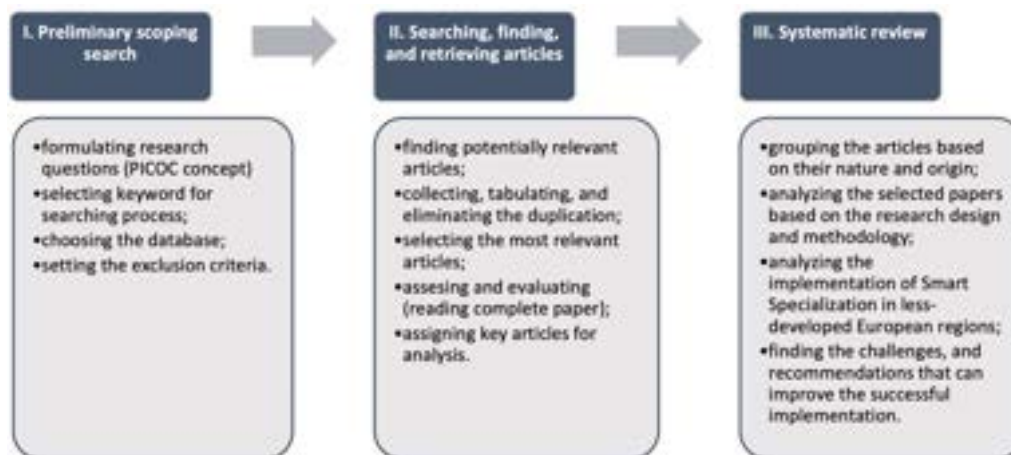 I. Preliminary scoping
search
•formulating research
questions (PICOC concept)
•selecting keyword for
searching process;
•choosing the database;
•setting the exclusion criteria.
II. Searching, finding,
and retrieving articles
•finding potentially relevant
articles;
•collecting, tabulating, and
eliminating the duplication;
•selecting the most relevant
articles;
•assesing and evaluating
(reading complete paper);
•assigning key articles for
analysis.
III. Systematic review
•grouping the articles based
on their nature and origin;
•analyzing the selected papers
based on the research design
and methodology;
•analyzing the
implementation of Smart
Specialization in less-
developed European regions;
•finding the challenges, and
recommendations that can
improve the successful
implementation.